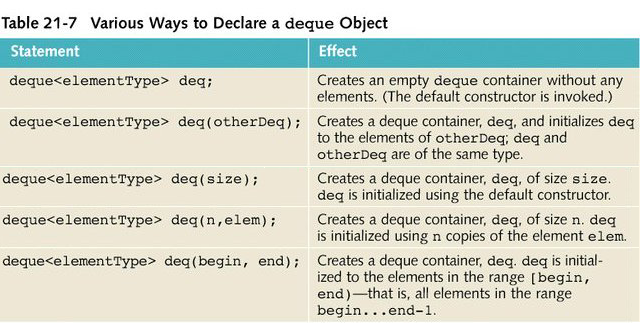 Table 21-7 Various Ways to Declare a deque Object
Statement
Effect
deque<elementType> deq;
Creates an empty deque container without any
elements. (The default constructor is invoked.)
deque<elementType> deq(otherDeq);
Creates a deque container, deq, and initializes deq
to the elements of otherDeq; deq and
otherDeq are of the same type.
deque<elementType> deq(size);
Creates a deque container, deq, of size size.
deq is initialized using the default constructor.
deque<elementType> deq(n,elem);
Creates a deque container, deq, of size n. deq
is initialized using n copies of the element elem.
deque<elementType> deq(begin, end);
Creates a deque container, deq. deq is initial-
ized to the elements in the range [begin,
end)—that is, all elements in the range
begin...end-1.